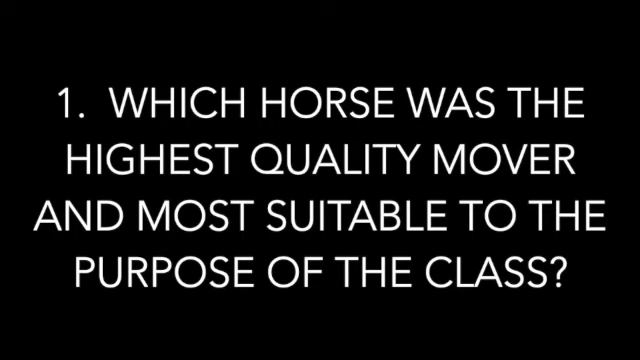 1.  WHICH HORSE WAS THE
HIGHEST QUALITY MOVER
AND MOST SUITABLE TO THE
PURPOSE OF THE CLASS?